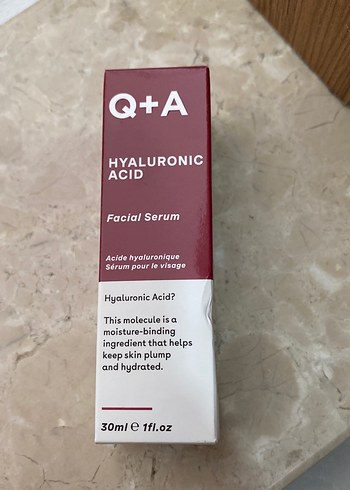 Q+A
HYALURONIC
ACID
Facial Serum
Acide hyaluronique
Sérum pour le visage
Hyaluronic Acid?
This molecule is a
moisture-binding
ingredient that helps
keep skin plump
and hydrated.
30ml ℮ 1fl.oz